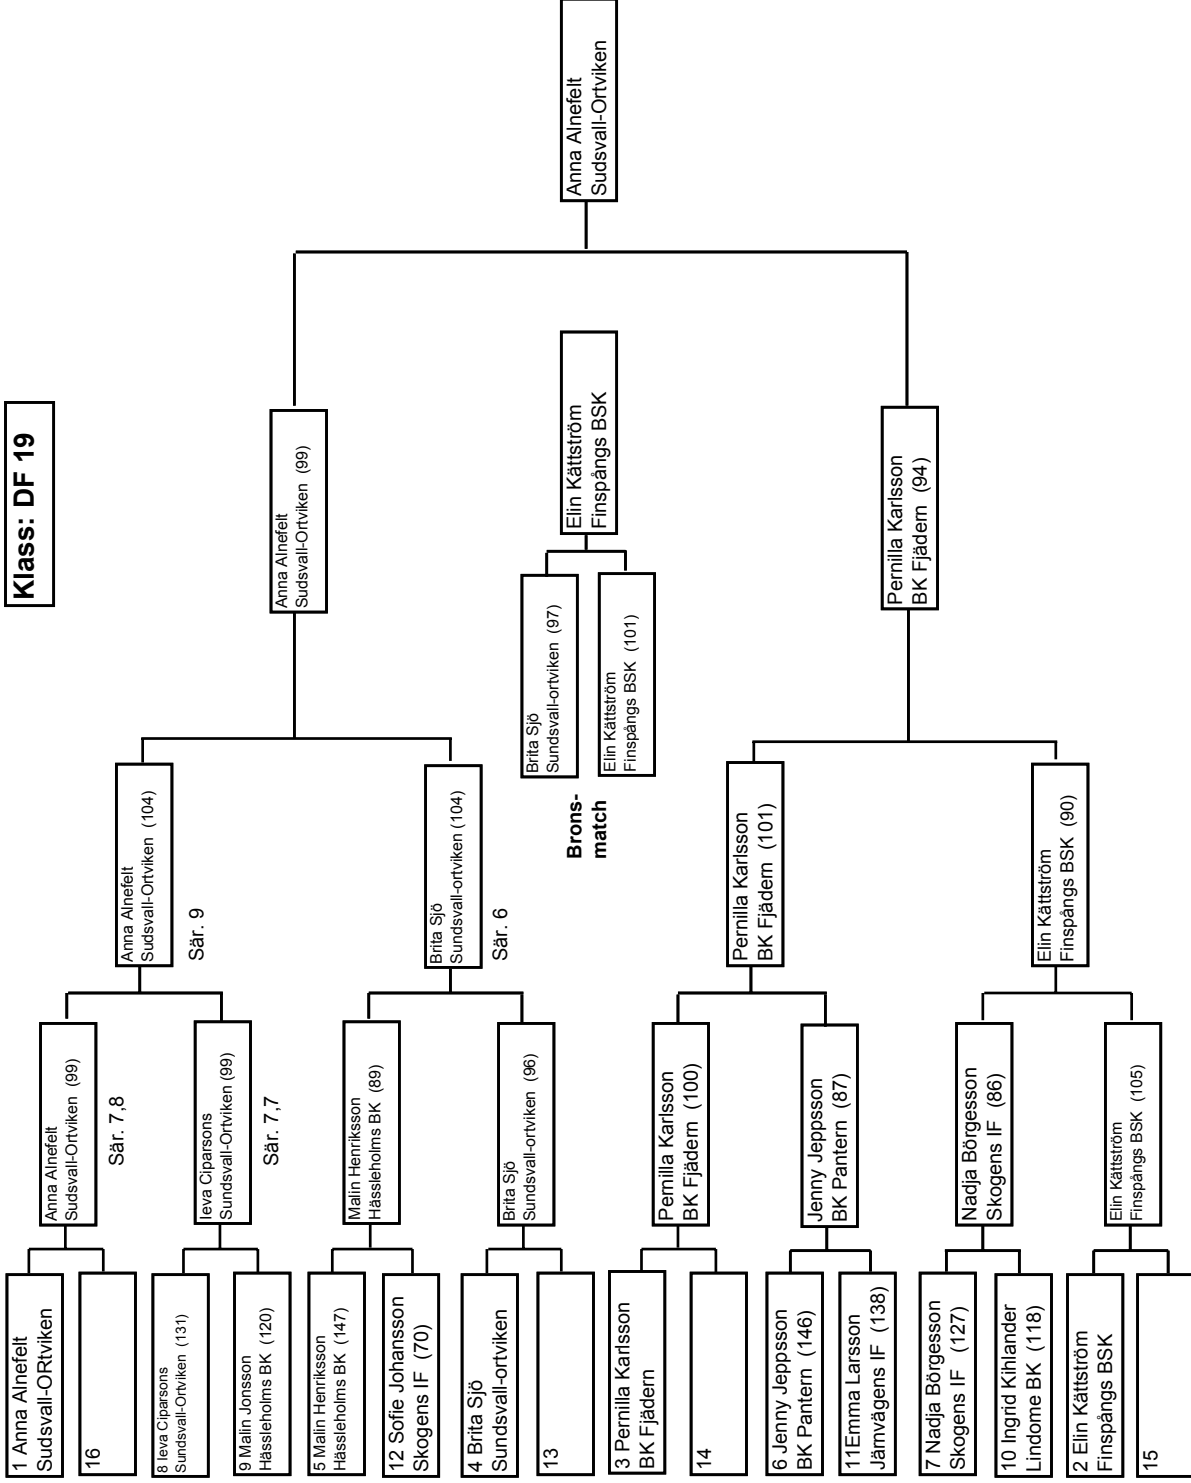 Klass: DF 19
1 Anna Alnefelt
Sudsvall-ORtviken
16
8 Ieva Ciparsons
Sundsvall-Ortviken (131)
9 Malin Jonsson
Hässleholms BK (120)
5 Malin Henriksson
Hässleholms BK (147)
12 Sofie Johansson
Skogens IF (70)
4 Brita Sjö
Sundsvall-ortviken
13
3 Pernilla Karlsson
BK Fjädern
14
6 Jenny Jeppsson
BK Pantern (146)
11Emma Larsson
Järnvägens IF (138)
7 Nadja Börgesson
Skogens IF (127)
10 Ingrid Kihlander
Lindome BK (118)
2 Elin Kättström
Finspångs BSK
15
Anna Alnefelt
Sudsvall-Ortviken (99)
Sär. 7,8
Ieva Ciparsons
Sundsvall-Ortviken (99)
Sär. 7,7
Malin Henriksson
Hässleholms BK (89)
Brita Sjö
Sundsvall-ortviken (96)
Pernilla Karlsson
BK Fjädern (100)
Jenny Jeppsson
BK Pantern (87)
Nadja Börgesson
Skogens IF (86)
Elin Kättström
Finspångs BSK (105)
Anna Alnefelt
Sudsvall-Ortviken (104)
Sär. 9
Brita Sjö
Sundsvall-ortviken (104)
Sär. 6
Pernilla Karlsson
BK Fjädern (101)
Elin Kättström
Finspångs BSK (90)
Anna Alnefelt
Sudsvall-Ortviken (99)
Pernilla Karlsson
BK Fjädern (94)
Brons-
match
Brita Sjö
Sundsvall-ortviken (97)
Elin Kättström
Finspångs BSK (101)
Elin Kättström
Finspångs BSK
Anna Alnefelt
Sudsvall-Ortviken